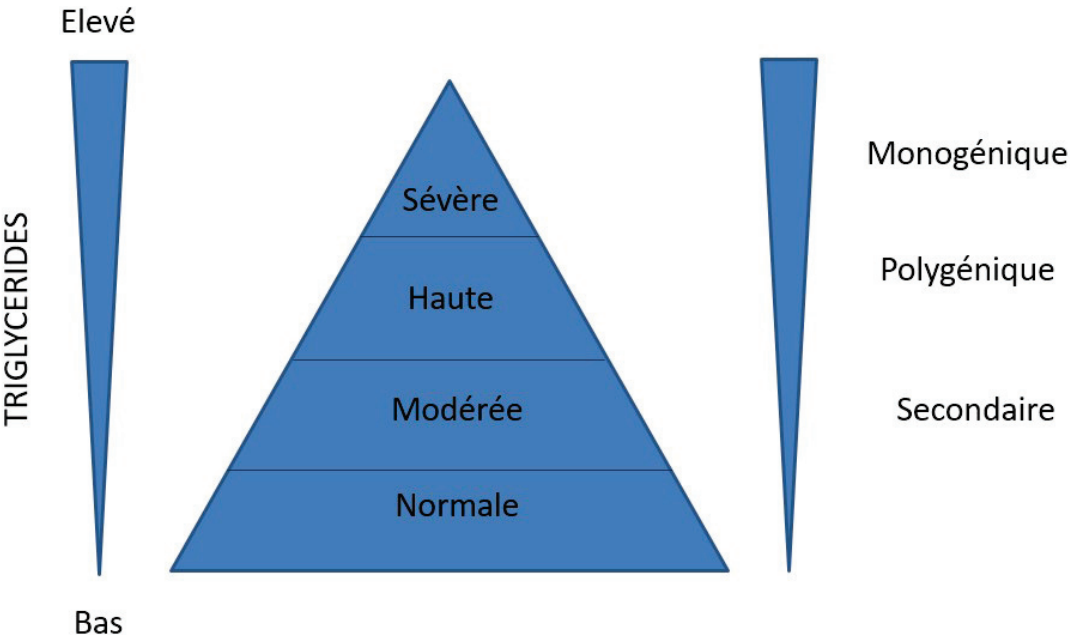 Elevé
TRIGLYCERIDES
Bas
Sévère
Haute
Modérée
Normale
Monogénique
Polygénique
Secondaire